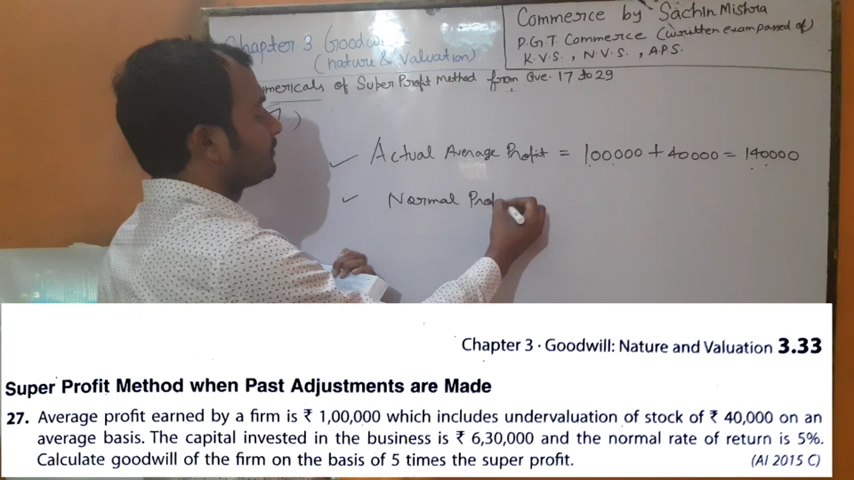 Chapter 3 Goodwill
(nature & Valuation)
Commerce by Sachin Mishra
P.G.T Commerce (written exam passed of)
K.V.S., N.V.S., A.P.S.
of Super Profit Method from Que. 17 to 29
✓ Actual Average Profit = 100000 + 40000 = 140000
✓ Normal Prof
Chapter 3 · Goodwill: Nature and Valuation 3.33
Super Profit Method when Past Adjustments are Made
27. Average profit earned by a firm is ₹ 1,00,000 which includes undervaluation of stock of ₹ 40,000 on an
average basis. The capital invested in the business is ₹ 6,30,000 and the normal rate of return is 5%.
Calculate goodwill of the firm on the basis of 5 times the super profit. (AI 2015 C)